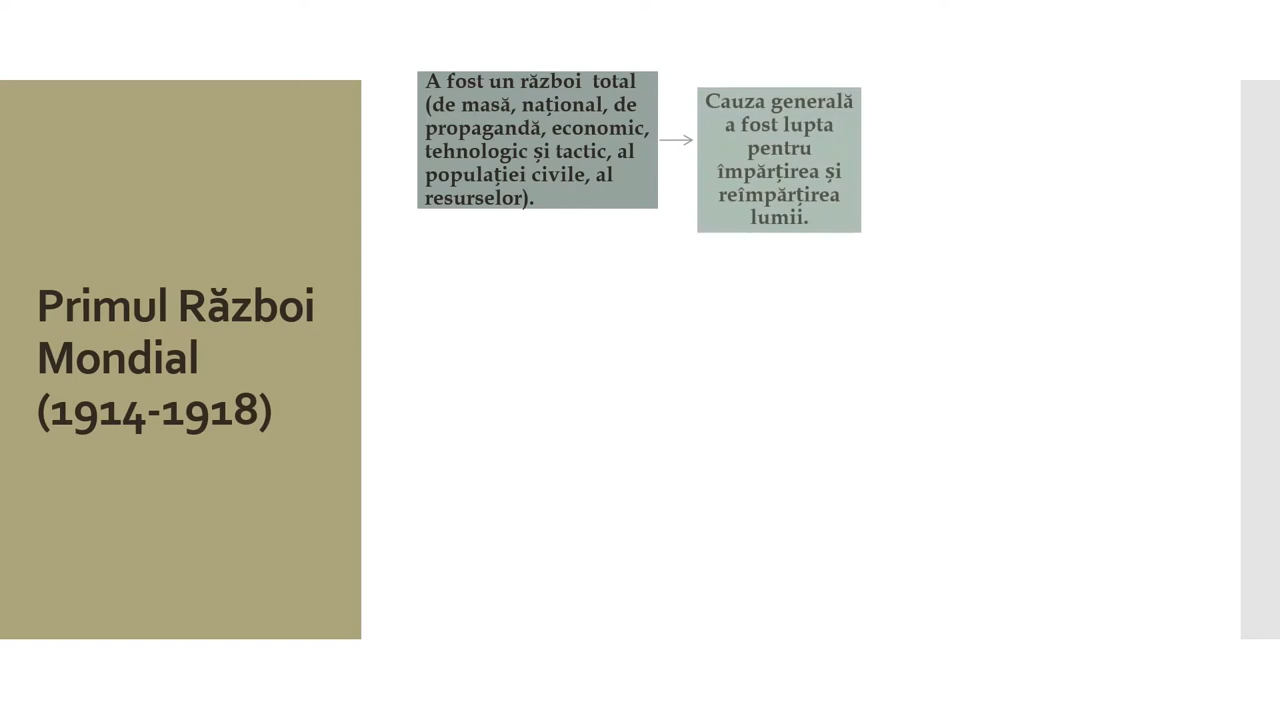 Primul Război
Mondial
(1914-1918)
A fost un război  total
(de masă, național, de
propagandă, economic,
tehnologic și tactic, al
populației civile, al
resurselor).
Cauza generală
a fost lupta
pentru
împărțirea și
reîmpărțirea
lumii.